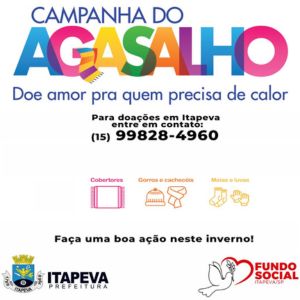 CAMPANHA DO
AGASALHO
Doe amor pra quem precisa de calor
Para doações em Itapeva
entre em contato:
(15) 99828-4960
Cobertores
Gorros e cachecóis
Meias e luvas
Faça uma boa ação neste inverno!
ITAPEVA
PREFEITURA
FUNDO
SOCIAL
ITAPEVA/SP